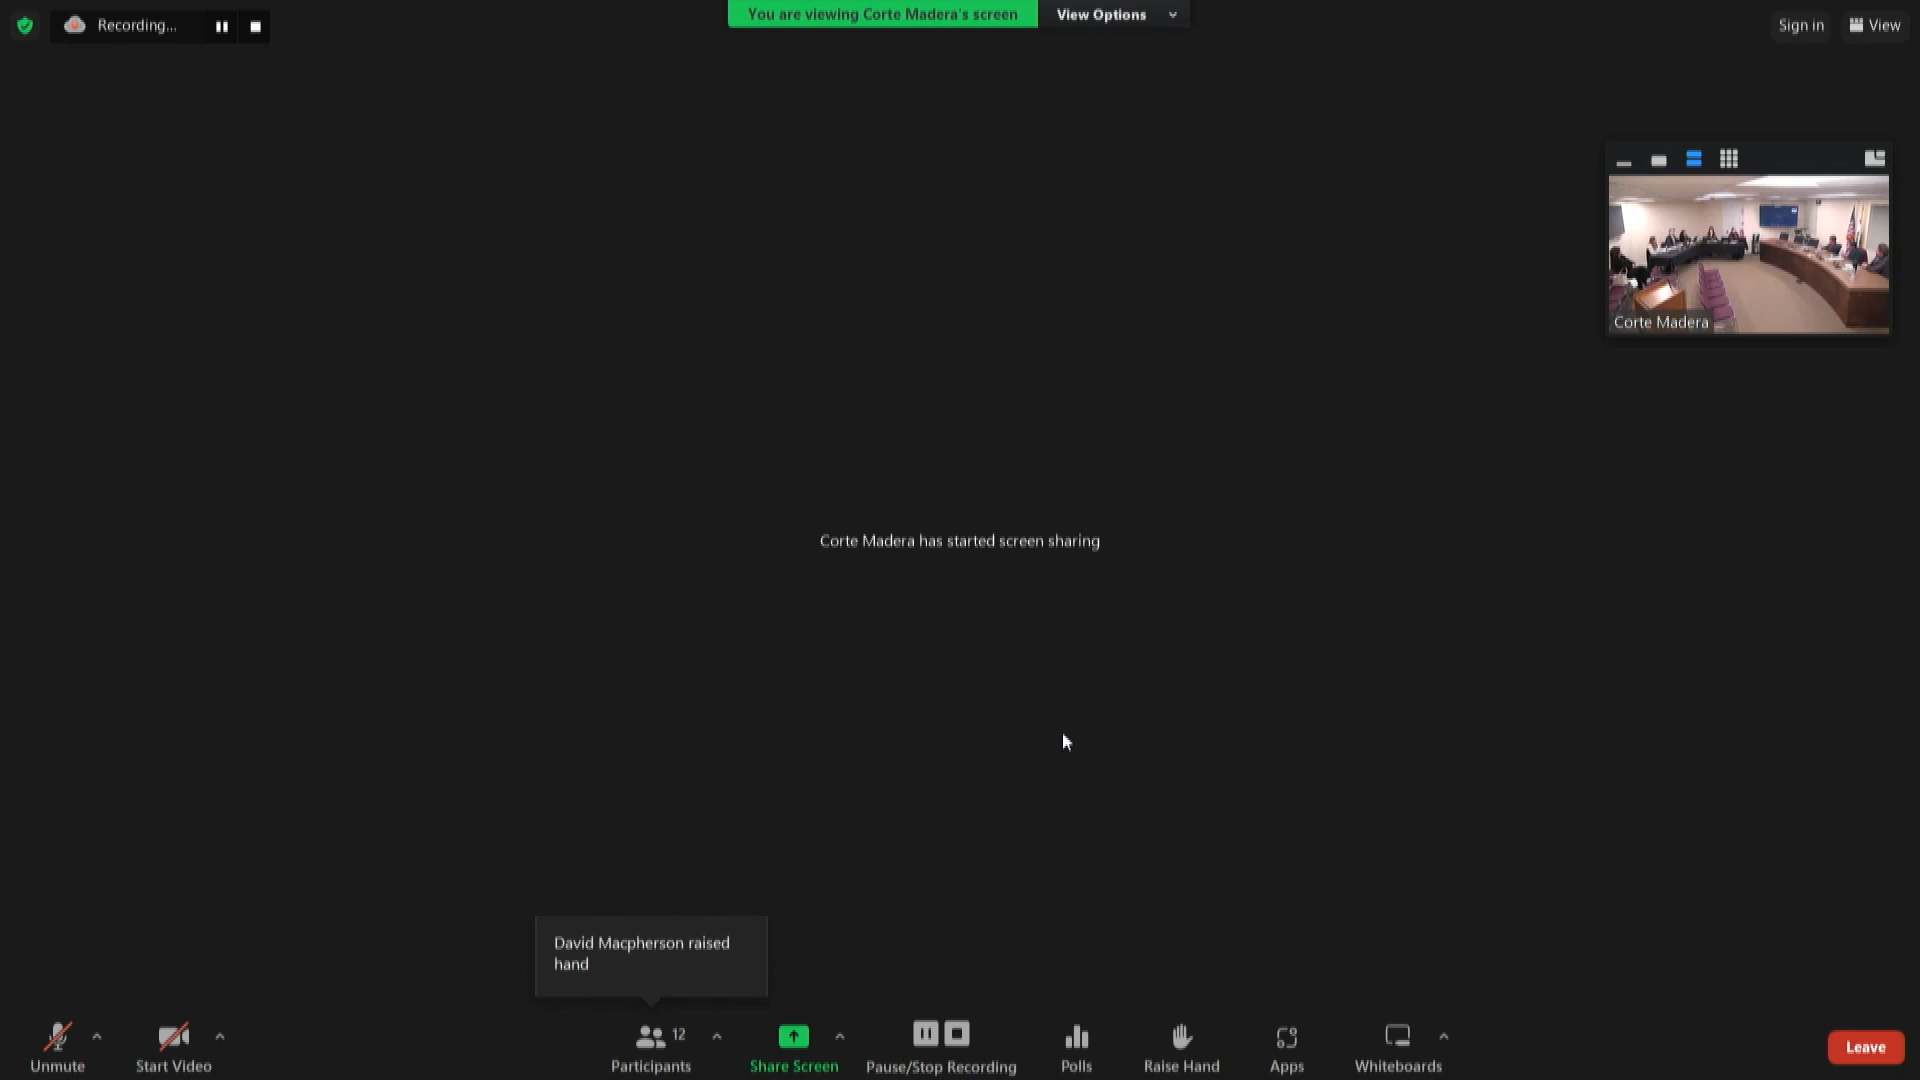 Recording...
You are viewing Corte Madera's screen
View Options
Sign in
View
Corte Madera
Corte Madera has started screen sharing
David Macpherson raised
hand
12
Unmute
Start Video
Participants
Share Screen
Pause/Stop Recording
Polls
Raise Hand
Apps
Whiteboards
Leave